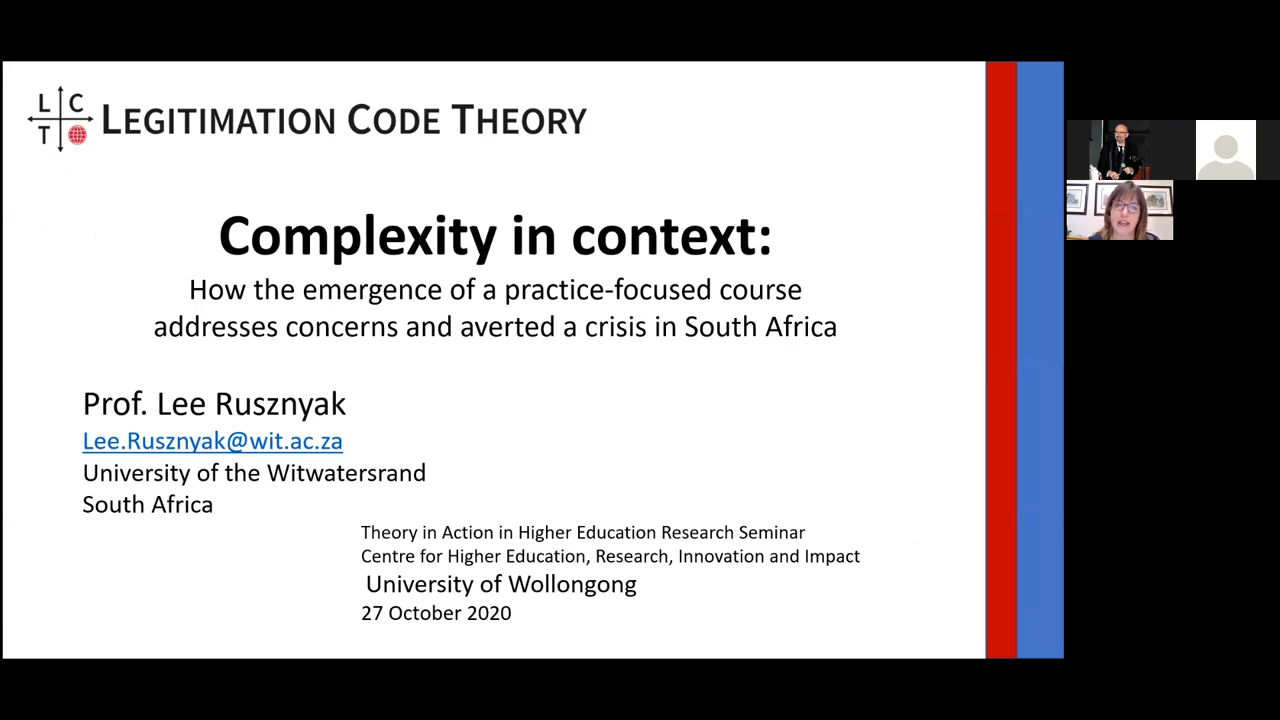 L C
T
LEGITIMATION CODE THEORY
Complexity in context:
How the emergence of a practice-focused course
addresses concerns and averted a crisis in South Africa
Prof. Lee Rusznyak
Lee.Rusznyak@wit.ac.za
University of the Witwatersrand
South Africa
Theory in Action in Higher Education Research Seminar
Centre for Higher Education, Research, Innovation and Impact
University of Wollongong
27 October 2020